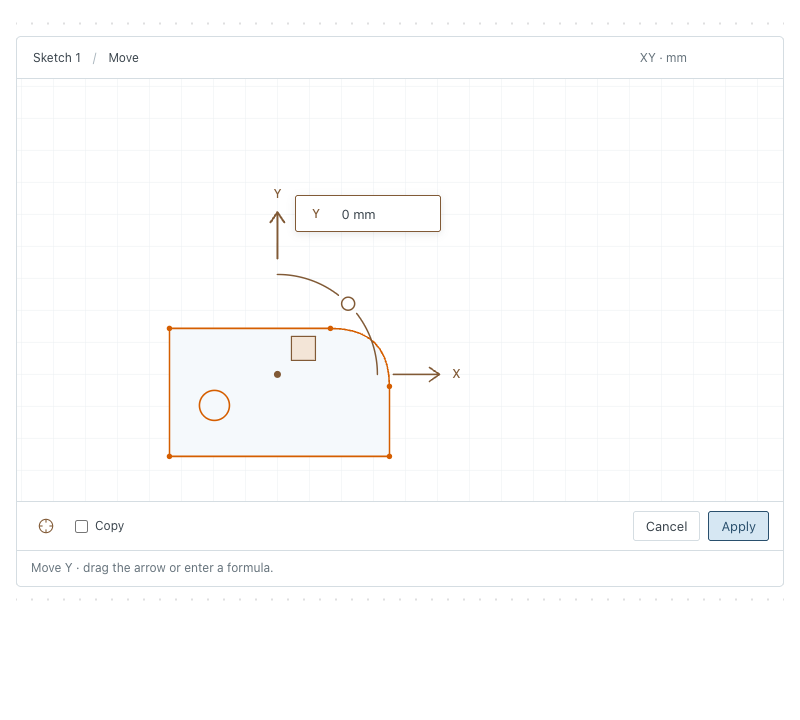 Sketch 1 / Move
XY · mm
Y
Y 0 mm
X
Copy
Cancel
Apply
Move Y · drag the arrow or enter a formula.